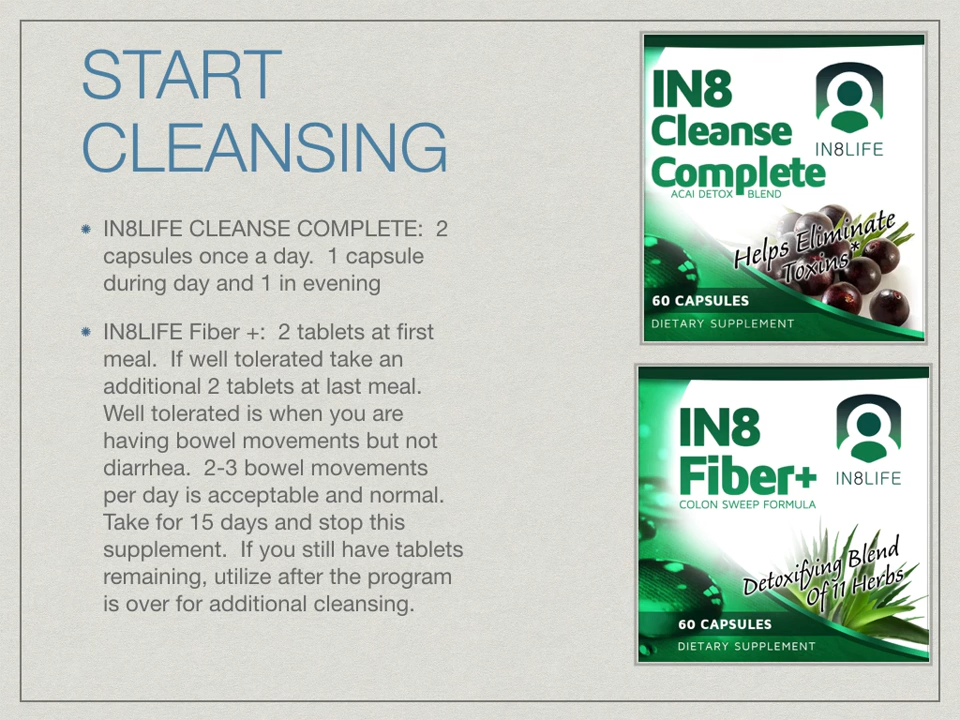 START
CLEANSING
IN8LIFE CLEANSE COMPLETE:  2
capsules once a day.  1 capsule
during day and 1 in evening
IN8LIFE Fiber +:  2 tablets at first
meal.  If well tolerated take an
additional 2 tablets at last meal.
Well tolerated is when you are
having bowel movements but not
diarrhea.  2-3 bowel movements
per day is acceptable and normal.
Take for 15 days and stop this
supplement.  If you still have tablets
remaining, utilize after the program
is over for additional cleansing.
IN8
Cleanse
Complete
ACAI DETOX BLEND
IN8LIFE
Helps Eliminate
Toxins*
60 CAPSULES
DIETARY SUPPLEMENT
IN8
Fiber+
COLON SWEEP FORMULA
IN8LIFE
Detoxifying Blend
Of 11 Herbs
60 CAPSULES
DIETARY SUPPLEMENT